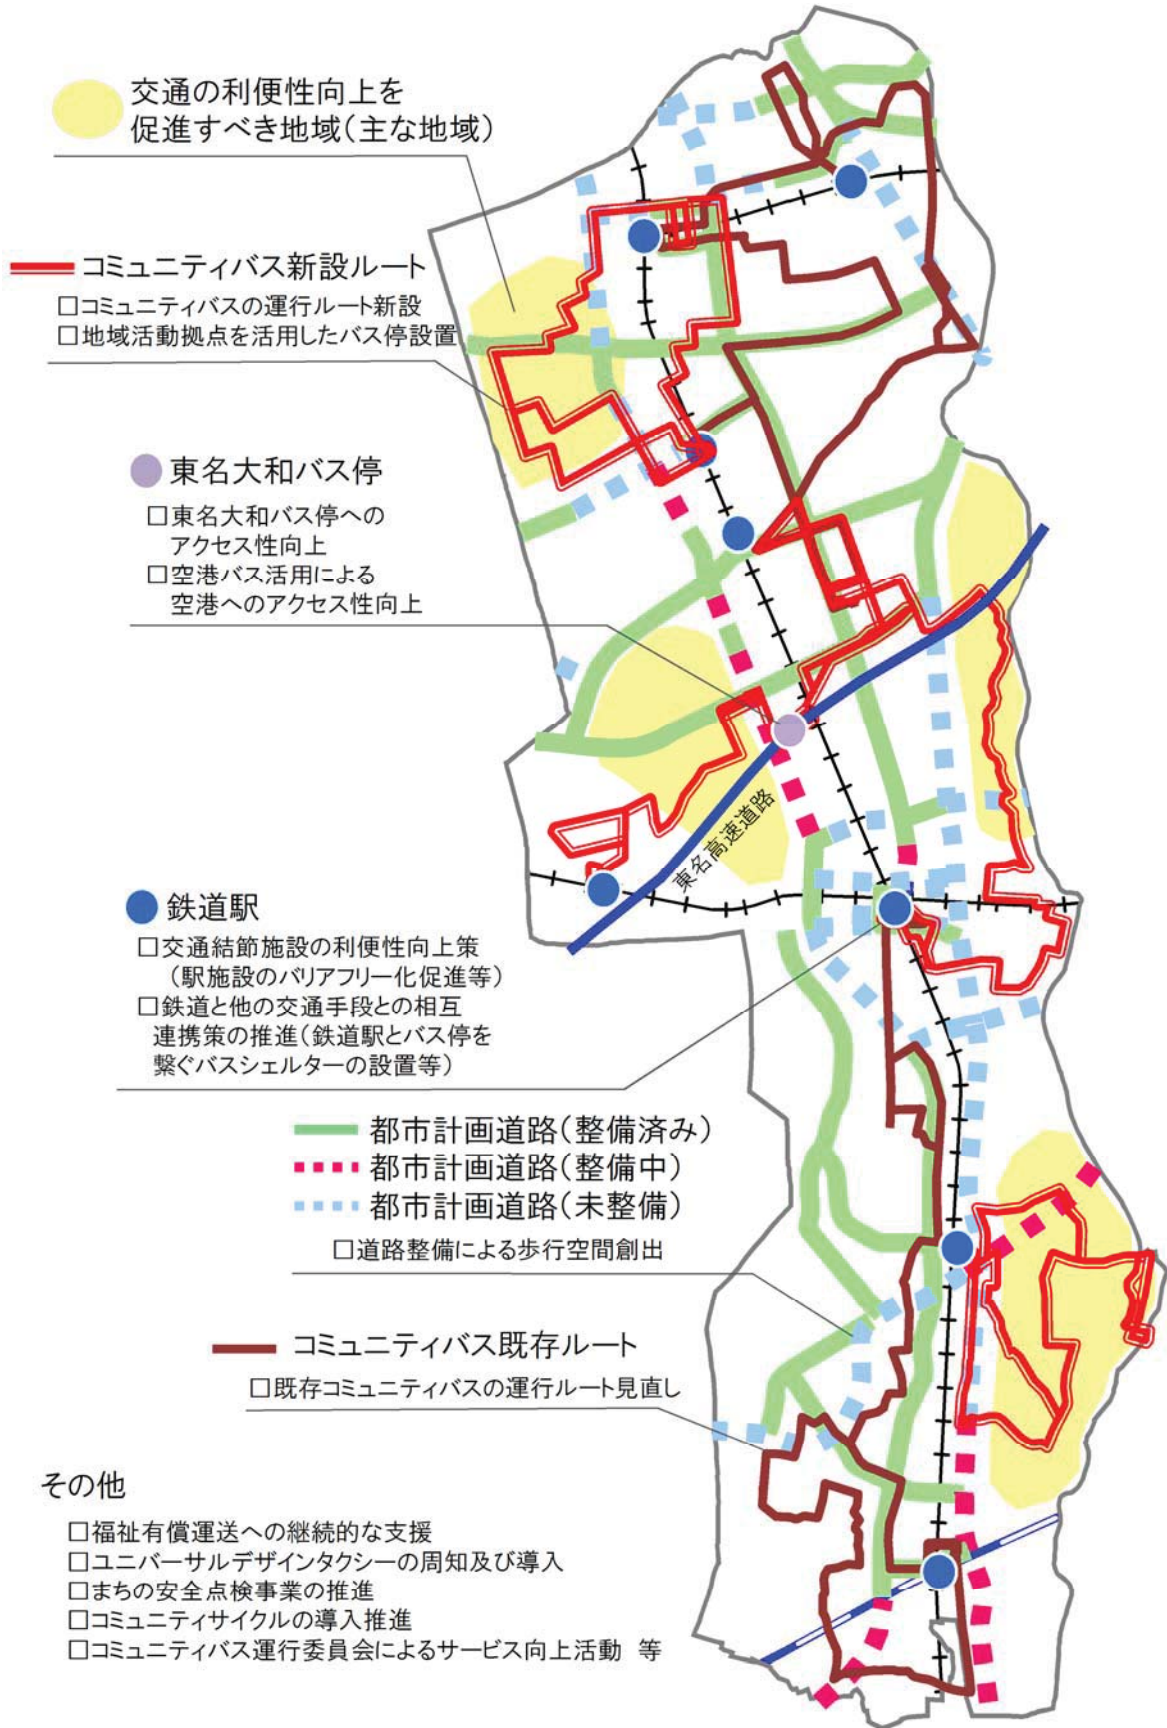 交通の利便性向上を
促進すべき地域(主な地域)
コミュニティバス新設ルート
□コミュニティバスの運行ルート新設
□地域活動拠点を活用したバス停設置
東名大和バス停
□東名大和バス停への
アクセス性向上
□空港バス活用による
空港へのアクセス性向上
東名高速道路
鉄道駅
□交通結節施設の利便性向上策
(駅施設のバリアフリー化促進等)
□鉄道と他の交通手段との相互
連携策の推進(鉄道駅とバス停を
繋ぐバスシェルターの設置等)
都市計画道路(整備済み)
都市計画道路(整備中)
都市計画道路(未整備)
□道路整備による歩行空間創出
コミュニティバス既存ルート
□既存コミュニティバスの運行ルート見直し
その他
□福祉有償運送への継続的な支援
□ユニバーサルデザインタクシーの周知及び導入
□まちの安全点検事業の推進
□コミュニティサイクルの導入推進
□コミュニティバス運行委員会によるサービス向上活動 等